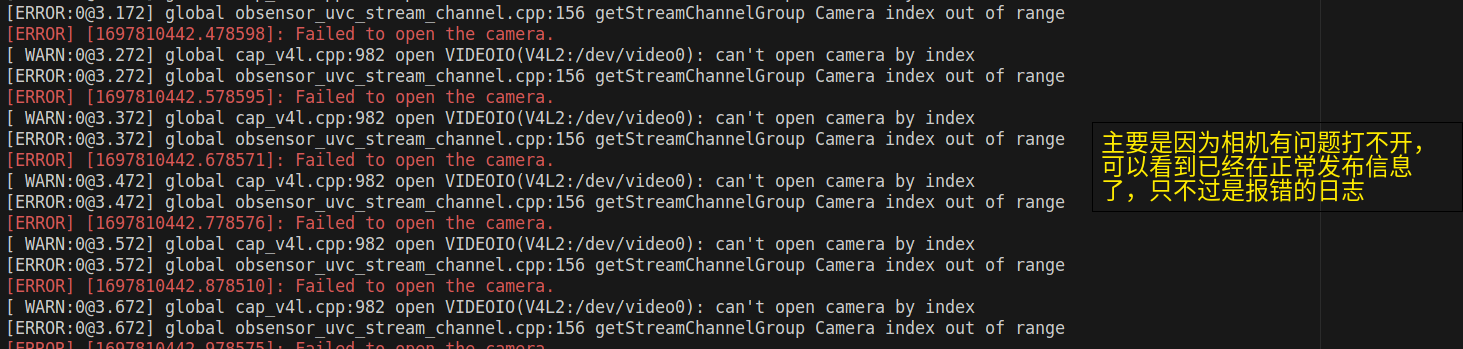 [ERROR:0@3.172] global obsensor_uvc_stream_channel.cpp:156 getStreamChannelGroup Camera index out of range
[ERROR] [1697810442.478598]: Failed to open the camera.
[ WARN:0@3.272] global cap_v4l.cpp:982 open VIDEOIO(V4L2:/dev/video0): can't open camera by index
[ERROR:0@3.272] global obsensor_uvc_stream_channel.cpp:156 getStreamChannelGroup Camera index out of range
[ERROR] [1697810442.578595]: Failed to open the camera.
[ WARN:0@3.372] global cap_v4l.cpp:982 open VIDEOIO(V4L2:/dev/video0): can't open camera by index
[ERROR:0@3.372] global obsensor_uvc_stream_channel.cpp:156 getStreamChannelGroup Camera index out of range
[ERROR] [1697810442.678571]: Failed to open the camera.
[ WARN:0@3.472] global cap_v4l.cpp:982 open VIDEOIO(V4L2:/dev/video0): can't open camera by index
[ERROR:0@3.472] global obsensor_uvc_stream_channel.cpp:156 getStreamChannelGroup Camera index out of range
[ERROR] [1697810442.778576]: Failed to open the camera.
[ WARN:0@3.572] global cap_v4l.cpp:982 open VIDEOIO(V4L2:/dev/video0): can't open camera by index
[ERROR:0@3.572] global obsensor_uvc_stream_channel.cpp:156 getStreamChannelGroup Camera index out of range
[ERROR] [1697810442.878510]: Failed to open the camera.
[ WARN:0@3.672] global cap_v4l.cpp:982 open VIDEOIO(V4L2:/dev/video0): can't open camera by index
[ERROR:0@3.672] global obsensor_uvc_stream_channel.cpp:156 getStreamChannelGroup Camera index out of range
[ERROR] [1697810442.978575]: Failed to open the camera.
主要是因为相机有问题打不开，
可以看到已经在正常发布信息
了，只不过是报错的日志